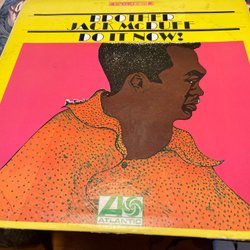 BROTHER
JACK McDUFF
DO IT NOW!
ATLANTIC